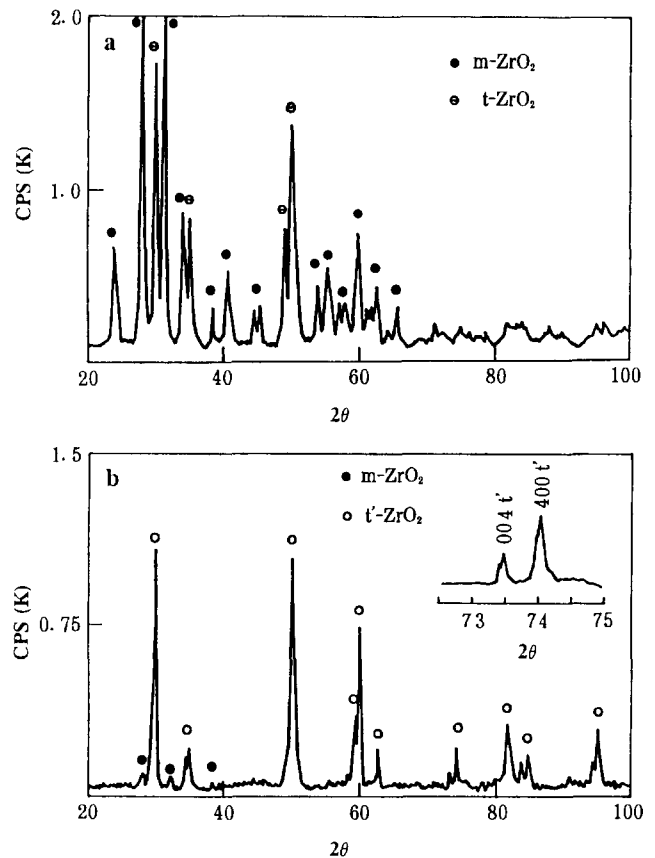 2.0
a
m-ZrO₂
t-ZrO₂
CPS (K)
1.0
20 40 60 80 100
2θ
1.5
b
m-ZrO₂
t'-ZrO₂
004 t'
400 t'
73 74 75
2θ
CPS (K)
0.75
20 40 60 80 100
2θ